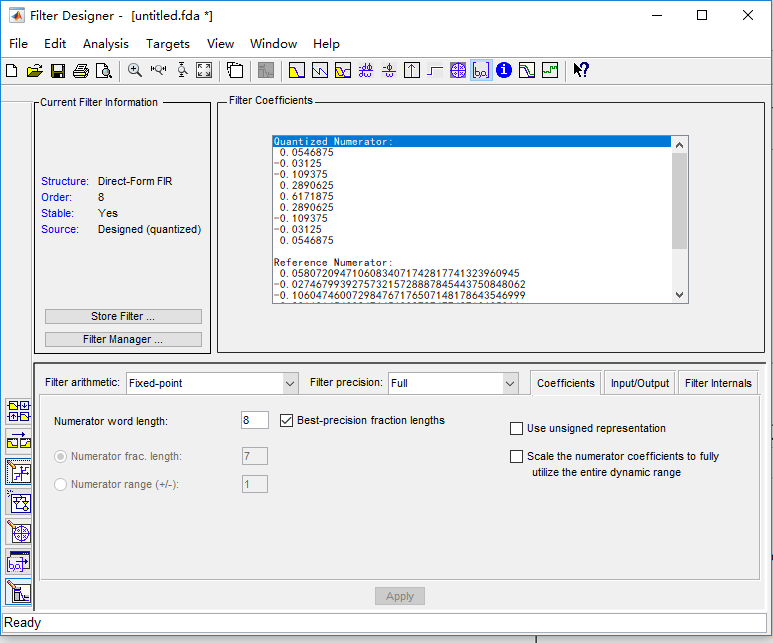 Filter Designer - [untitled.fda *]
File Edit Analysis Targets View Window Help
Current Filter Information
Structure: Direct-Form FIR
Order: 8
Stable: Yes
Source: Designed (quantized)
Store Filter ...
Filter Manager ...
Filter Coefficients
Quantized Numerator:
0.0546875
-0.03125
-0.109375
0.2890625
0.6171875
0.2890625
-0.109375
-0.03125
0.0546875
Reference Numerator:
0.058072094710608340717428177413239609​45
-0.027467993927573215728887845443750848062
-0.10604746007298476717650714817864354​6999
Filter arithmetic: Fixed-point Filter precision: Full Coefficients Input/Output Filter Internals
Numerator word length: 8 Best-precision fraction lengths
Numerator frac. length: 7
Numerator range (+/-): 1
Use unsigned representation
Scale the numerator coefficients to fully
utilize the entire dynamic range
Apply
Ready